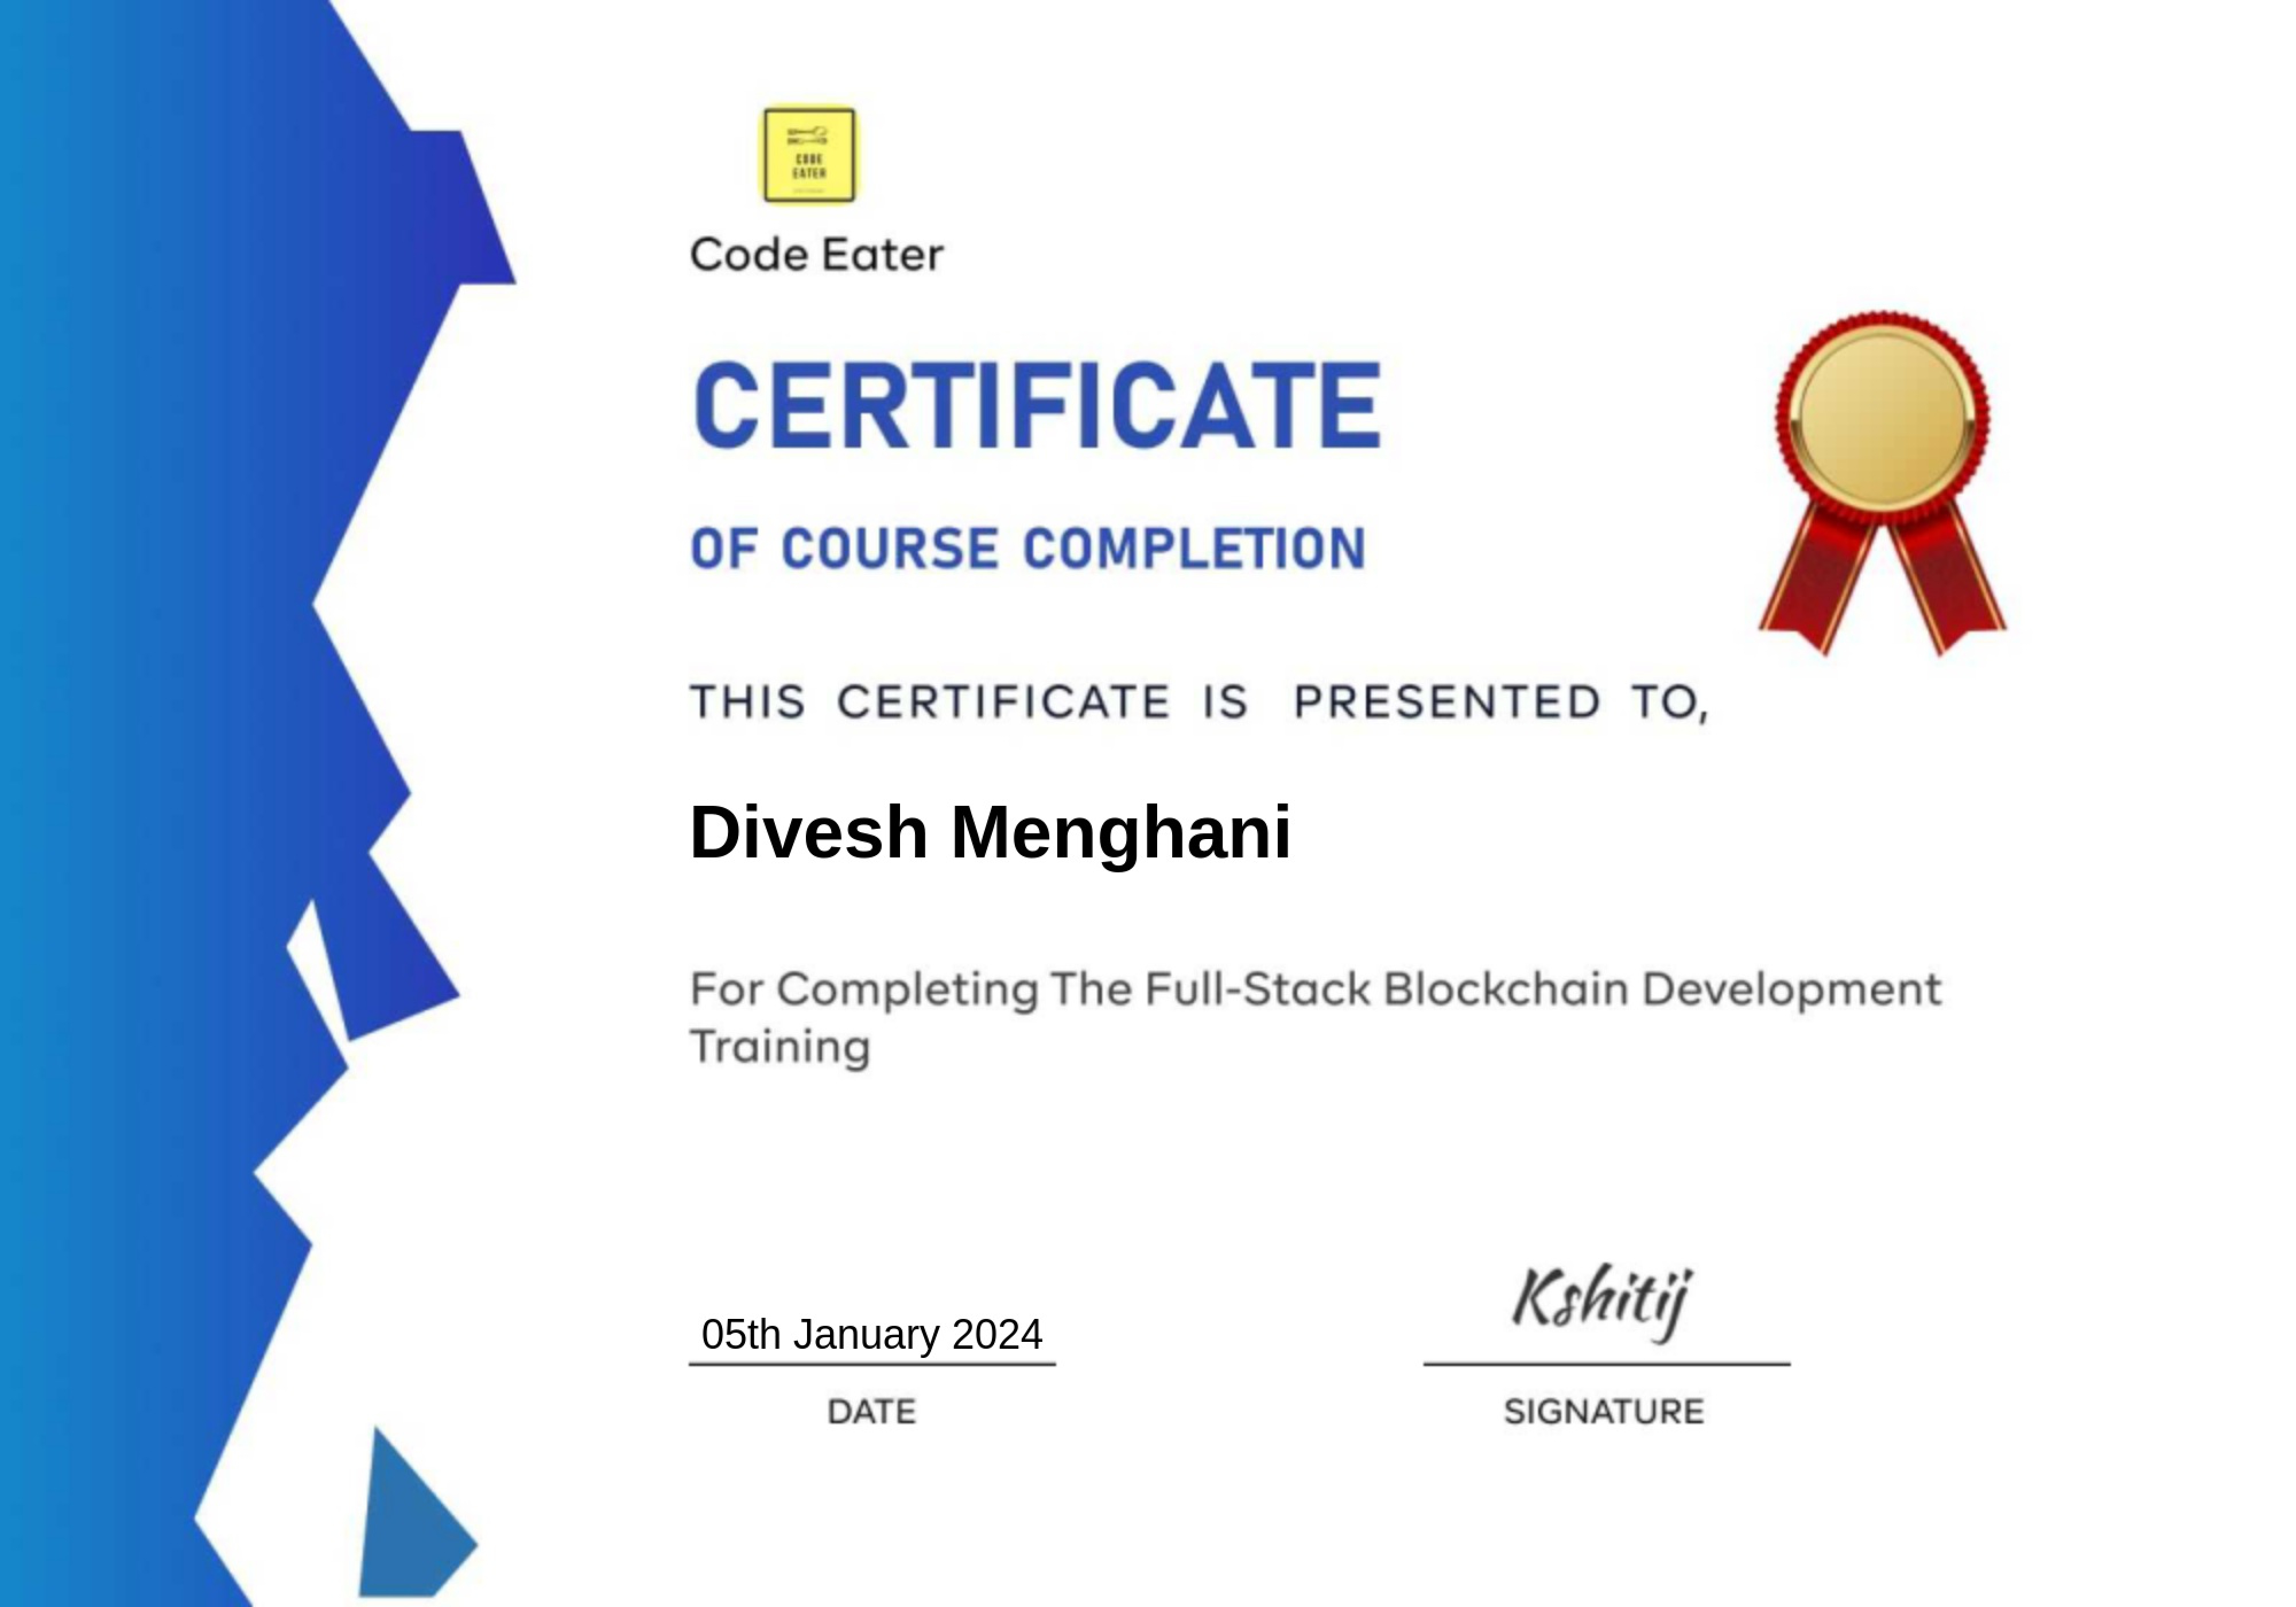 CODE
EATER
Code Eater
CERTIFICATE
OF COURSE COMPLETION
THIS CERTIFICATE IS PRESENTED TO,
Divesh Menghani
For Completing The Full-Stack Blockchain Development
Training
05th January 2024
Kshitij
DATE
SIGNATURE